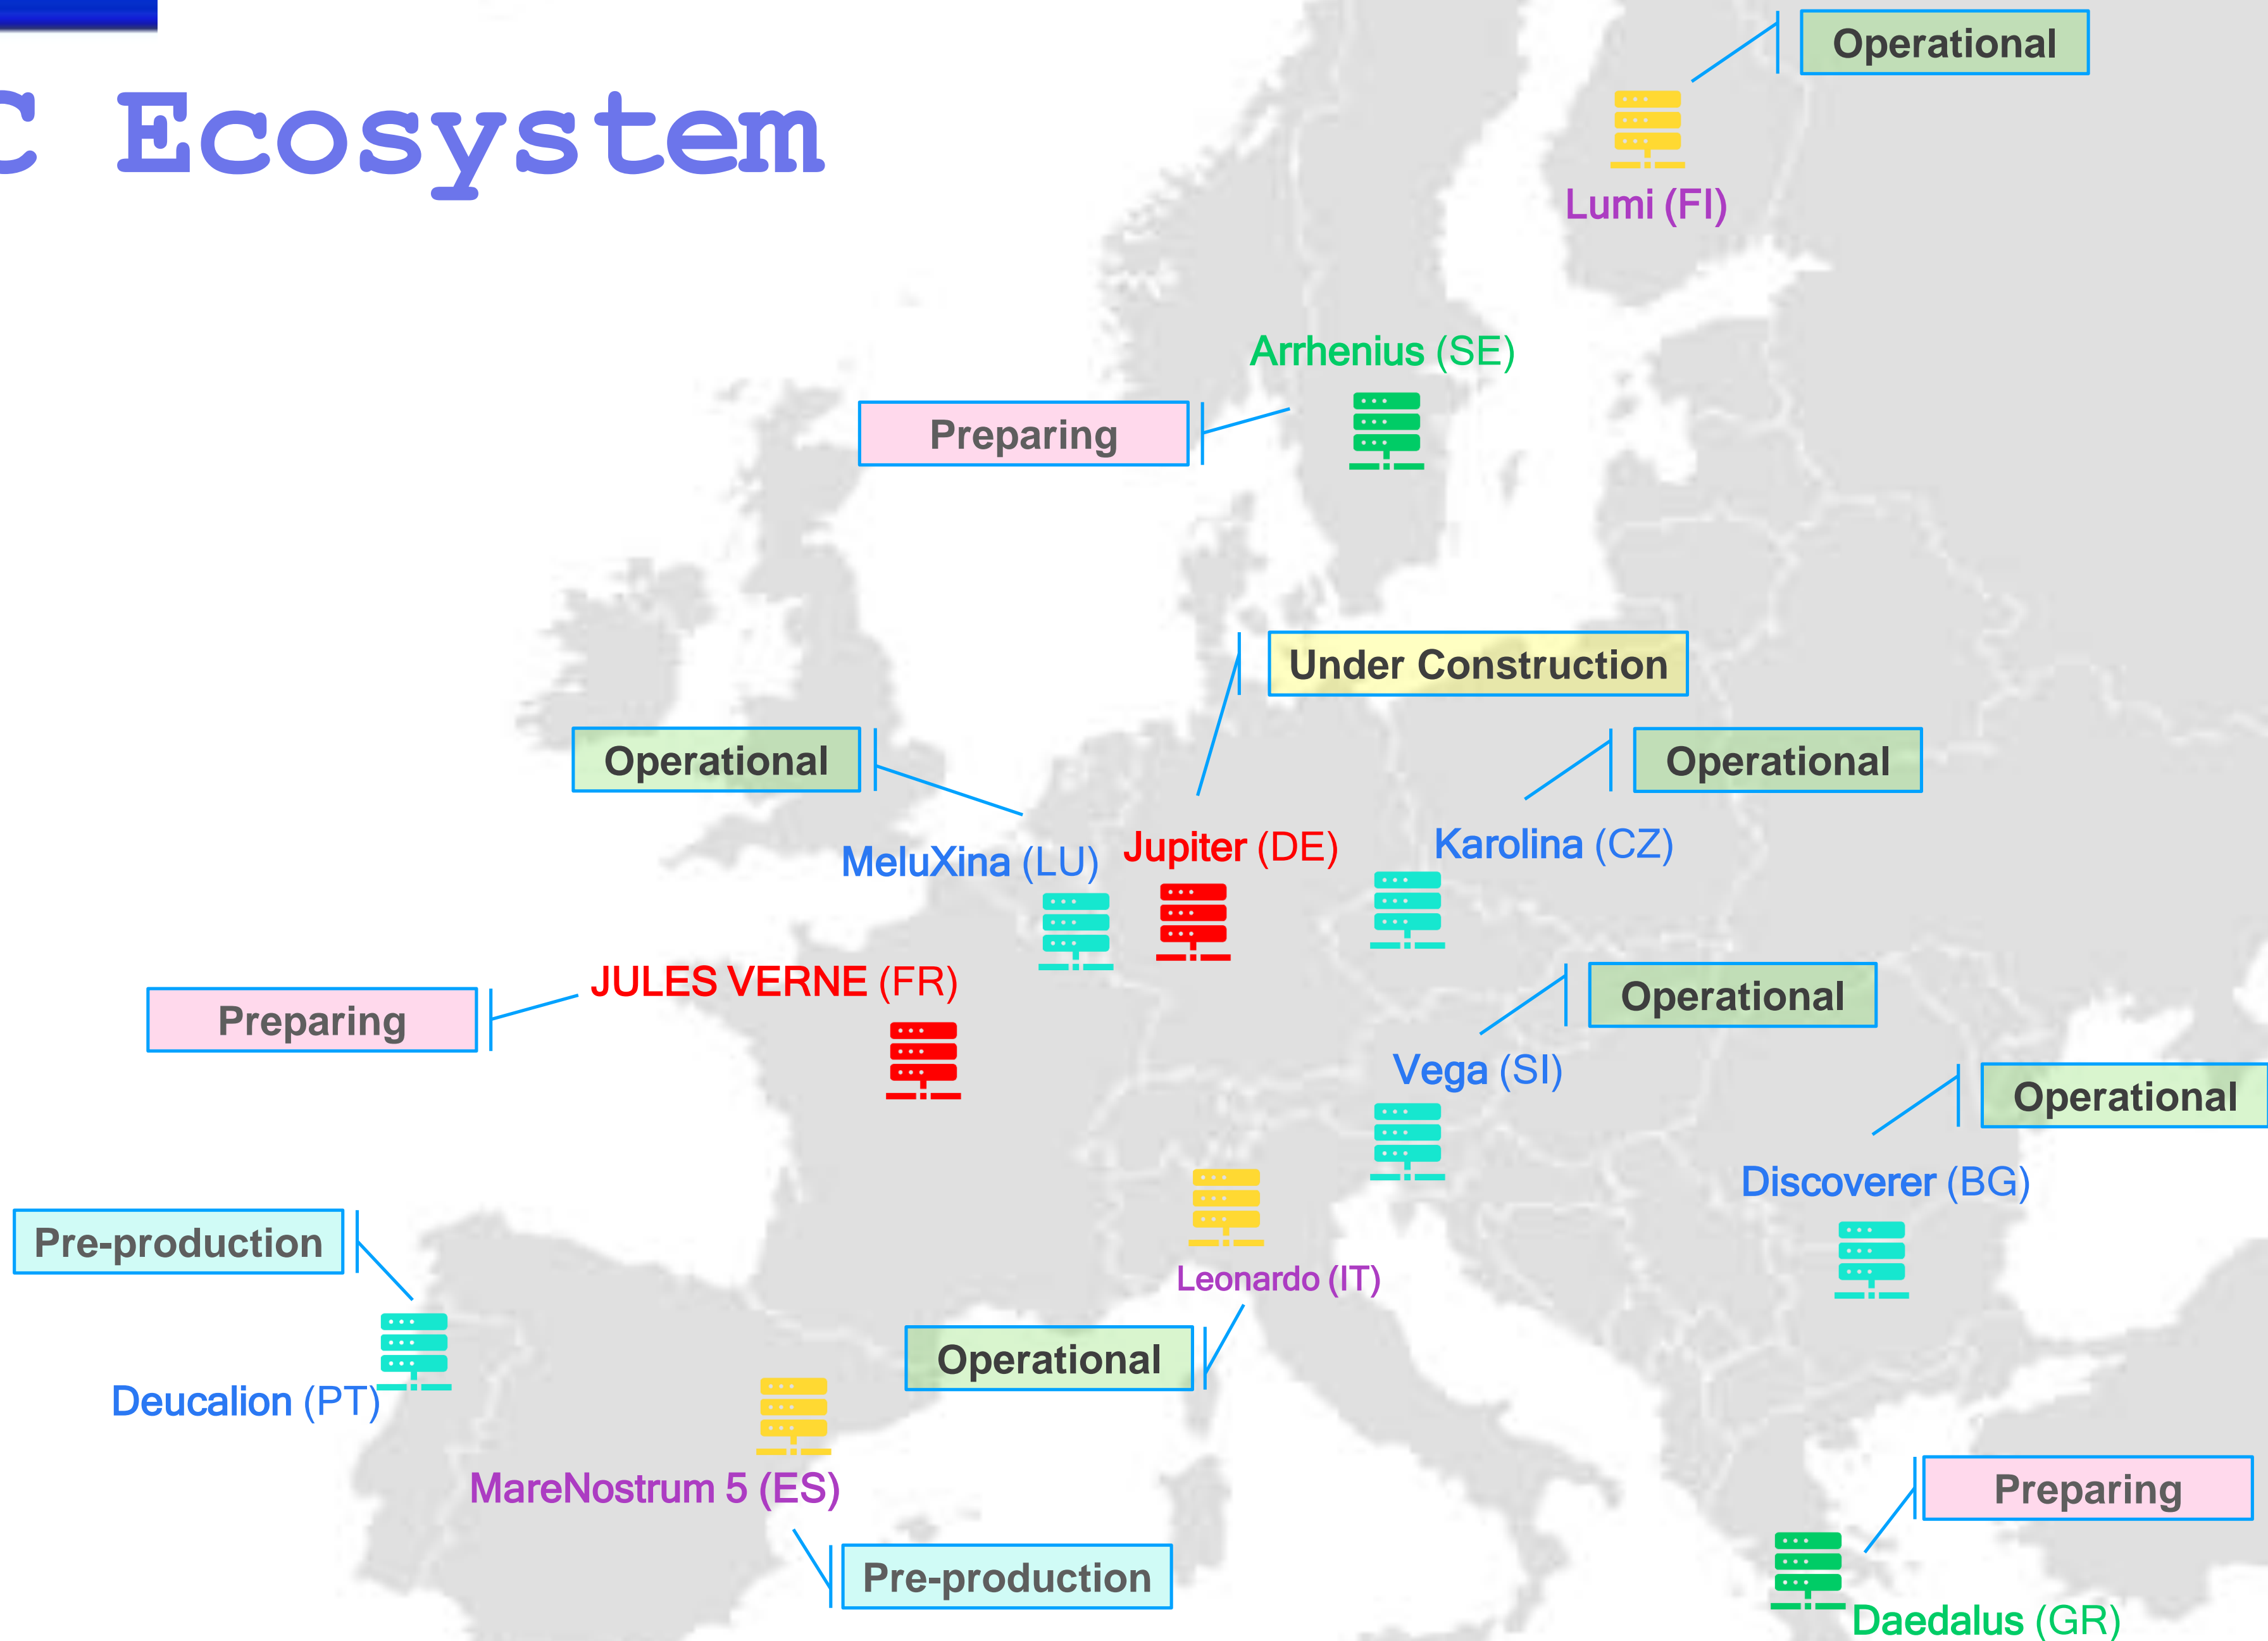 C Ecosystem
Operational
Lumi (FI)
Arrhenius (SE)
Preparing
Under Construction
Operational
Operational
MeluXina (LU)
Jupiter (DE)
Karolina (CZ)
JULES VERNE (FR)
Preparing
Operational
Vega (SI)
Operational
Discoverer (BG)
Pre-production
Leonardo (IT)
Operational
Deucalion (PT)
MareNostrum 5 (ES)
Preparing
Pre-production
Daedalus (GR)